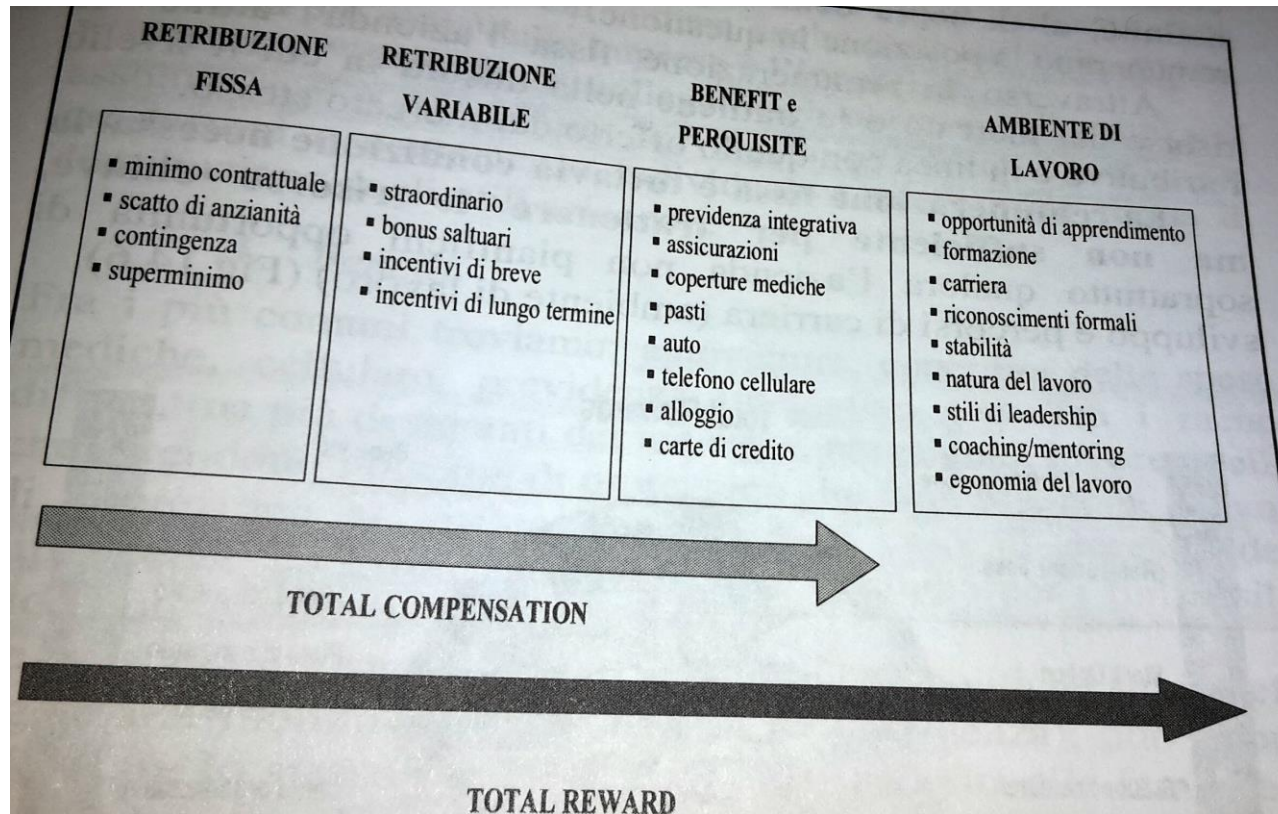 RETRIBUZIONE
FISSA
▪ minimo contrattuale
▪ scatto di anzianità
▪ contingenza
▪ superminimo
RETRIBUZIONE
VARIABILE
▪ straordinario
▪ bonus saltuari
▪ incentivi di breve
▪ incentivi di lungo termine
BENEFIT e
PERQUISITE
▪ previdenza integrativa
▪ assicurazioni
▪ coperture mediche
▪ pasti
▪ auto
▪ telefono cellulare
▪ alloggio
▪ carte di credito
AMBIENTE DI
LAVORO
▪ opportunità di apprendimento
▪ formazione
▪ carriera
▪ riconoscimenti formali
▪ stabilità
▪ natura del lavoro
▪ stili di leadership
▪ coaching/mentoring
▪ egonomia del lavoro
TOTAL COMPENSATION
TOTAL REWARD